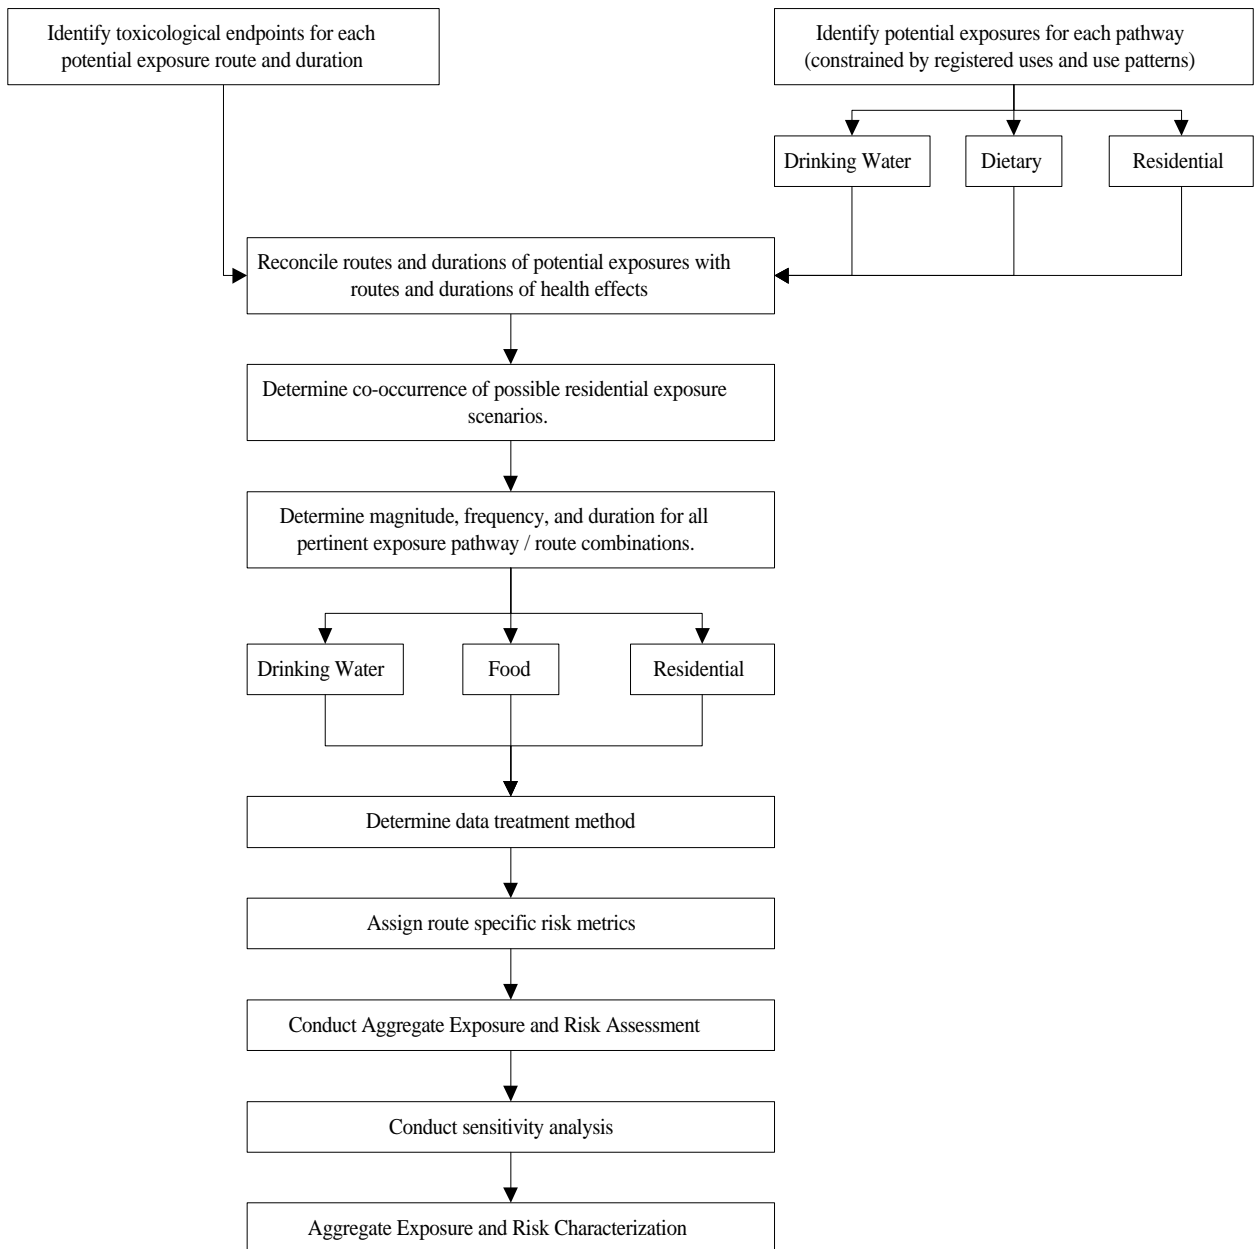 Identify toxicological endpoints for each
potential exposure route and duration
Identify potential exposures for each pathway
(constrained by registered uses and use patterns)
Drinking Water
Dietary
Residential
Reconcile routes and durations of potential exposures with
routes and durations of health effects
Determine co-occurrence of possible residential exposure
scenarios.
Determine magnitude, frequency, and duration for all
pertinent exposure pathway / route combinations.
Drinking Water
Food
Residential
Determine data treatment method
Assign route specific risk metrics
Conduct Aggregate Exposure and Risk Assessment
Conduct sensitivity analysis
Aggregate Exposure and Risk Characterization